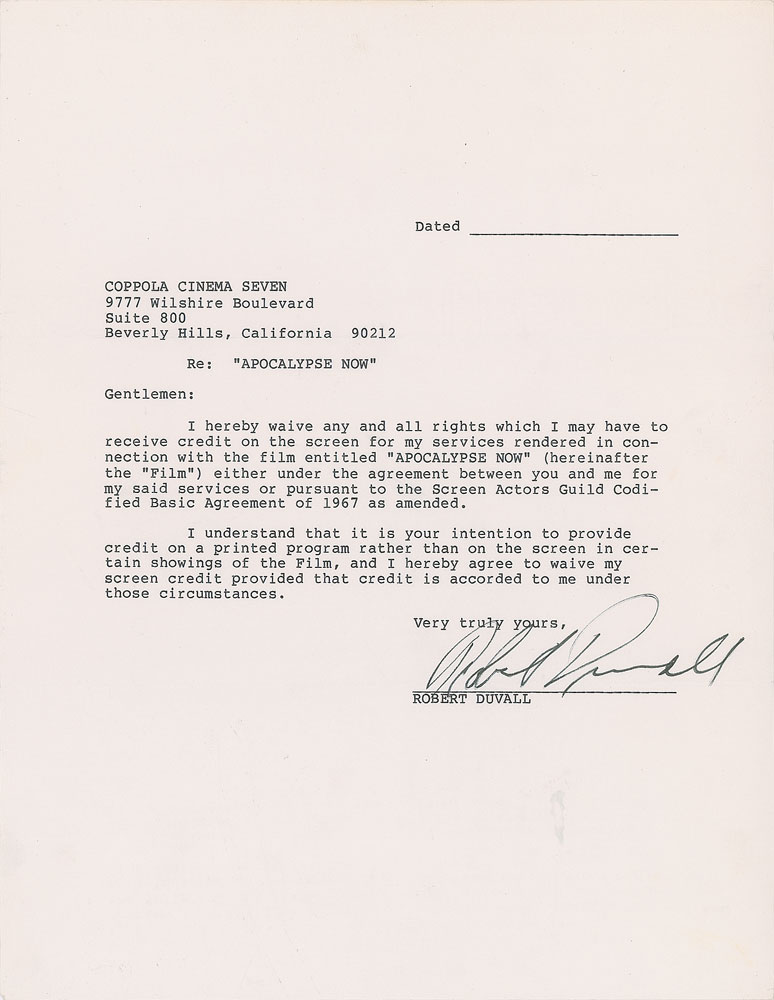 Dated
COPPOLA CINEMA SEVEN
9777 Wilshire Boulevard
Suite 800
Beverly Hills, California 90212
Re: "APOCALYPSE NOW"
Gentlemen:
I hereby waive any and all rights which I may have to
receive credit on the screen for my services rendered in con-
nection with the film entitled "APOCALYPSE NOW" (hereinafter
the "Film") either under the agreement between you and me for
my said services or pursuant to the Screen Actors Guild Codi-
fied Basic Agreement of 1967 as amended.
I understand that it is your intention to provide
credit on a printed program rather than on the screen in cer-
tain showings of the Film, and I hereby agree to waive my
screen credit provided that credit is accorded to me under
those circumstances.
Very truly yours,
Robert Duvall
ROBERT DUVALL